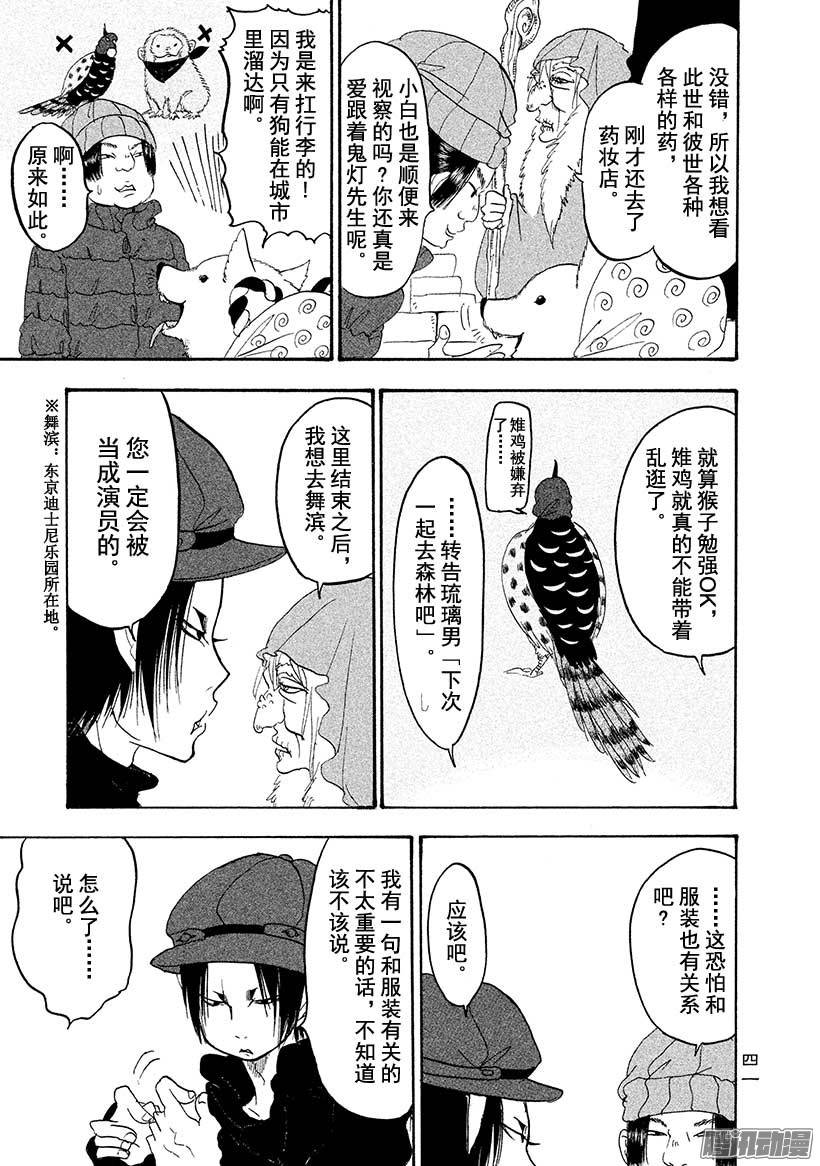 没错，所以我想看
此世和彼世各种
各样的药，
刚才还去了
药妆店。
小白也是顺便来
视察的吗？你还真是
爱跟着鬼灯先生呢。
我是来扛行李的！
因为只有狗能在城市
里溜达啊。
啊……
原来如此。
就算猴子勉强OK，
雉鸡就真的不能带着
乱逛了。
雉鸡被嫌弃
了……
……转告琉璃男「下次
一起去森林吧」。
这里结束之后，
我想去舞滨。
您一定会被
当成演员的。
※舞滨：东京迪士尼乐园所在地。
……这恐怕和
服装也有关系
吧？
应该吧。
我有一句和服装有关的
不太重要的话，不知道
该不该说。
怎么了……
说吧。
四一
腾讯动漫